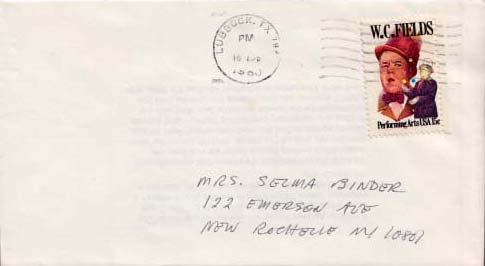 LUBBOCK, TX 794
PM
1980
W.C. FIELDS
Performing Arts USA 15c
MRS. SELMA BINDER
122 EMERSON AVE
NEW ROCHELLE NY 10801